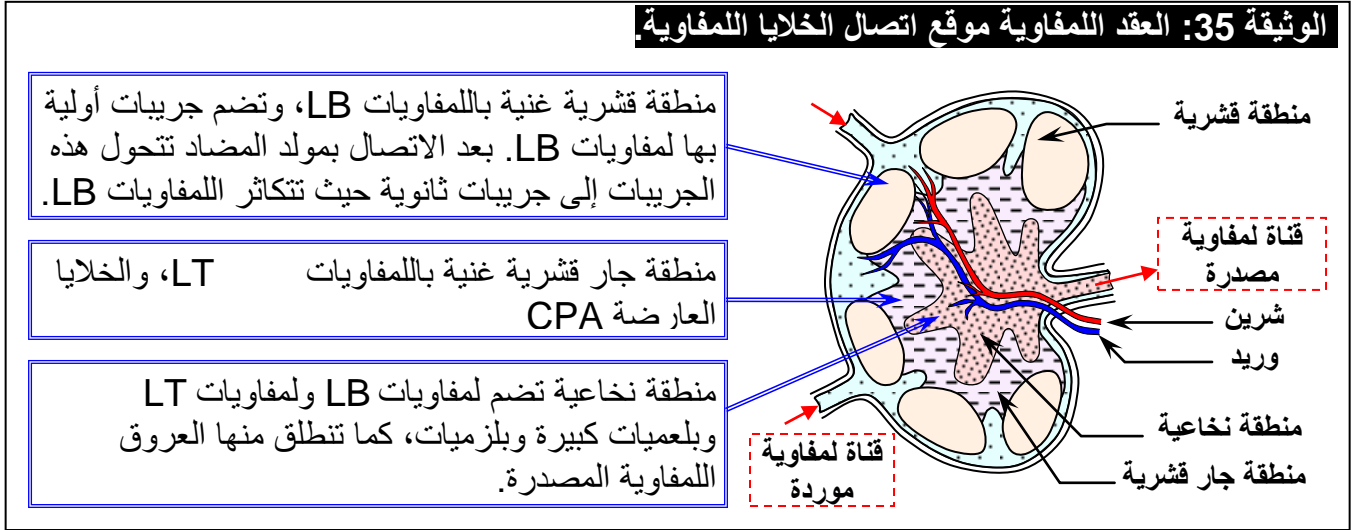 الوثيقة 35: العقد اللمفاوية موقع اتصال الخلايا اللمفاوية.
منطقة قشرية غنية باللمفاويات LB، وتضم جريبات أولية
بها لمفاويات LB. بعد الاتصال بمولد المضاد تتحول هذه
الجريبات إلى جريبات ثانوية حيث تتكاثر اللمفاويات LB.
منطقة جار قشرية غنية باللمفاويات LT، والخلايا
العارضة CPA
منطقة نخاعية تضم لمفاويات LB ولمفاويات LT
وبلعميات كبيرة وبلزميات، كما تنطلق منها العروق
اللمفاوية المصدرة.
منطقة قشرية
قناة لمفاوية
مصدرة
شرين
وريد
منطقة نخاعية
منطقة جار قشرية
قناة لمفاوية
موردة